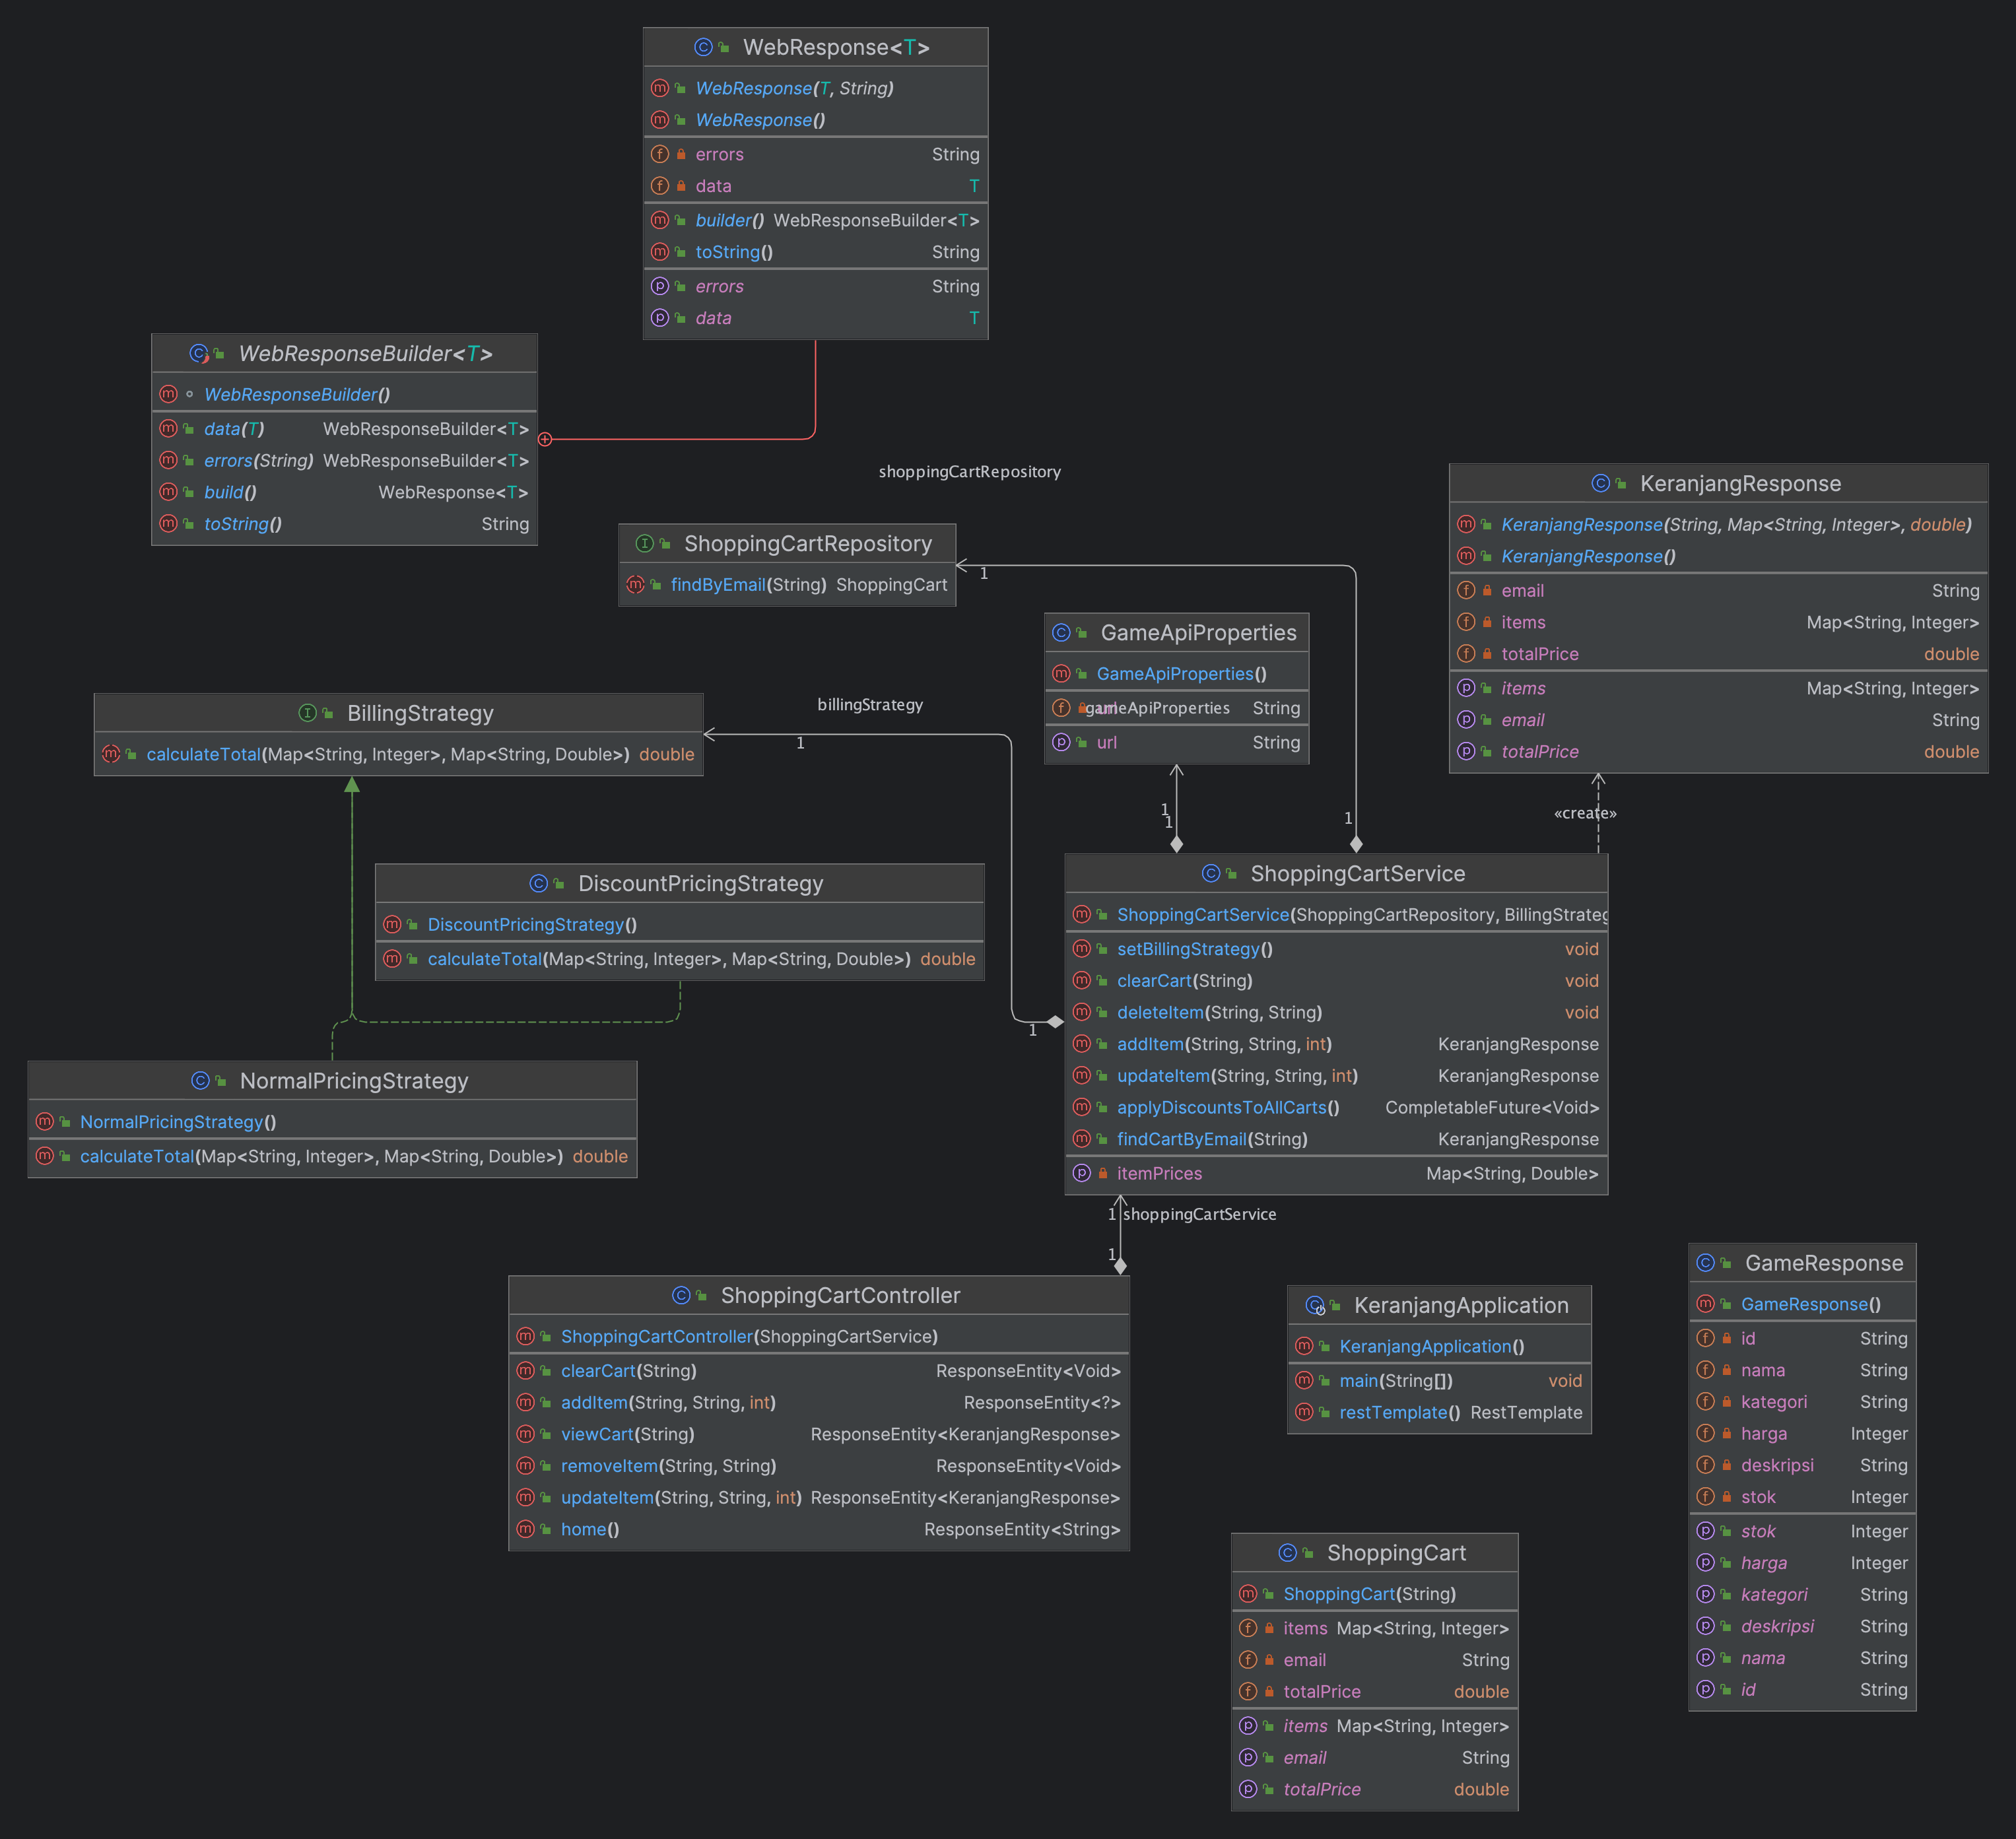 WebResponse<T>
WebResponse(T, String)
WebResponse()
errors String
data T
builder() WebResponseBuilder<T>
toString() String
errors String
data T
WebResponseBuilder<T>
WebResponseBuilder()
data(T) WebResponseBuilder<T>
errors(String) WebResponseBuilder<T>
build() WebResponse<T>
toString() String
shoppingCartRepository
ShoppingCartRepository
findByEmail(String) ShoppingCart
1
KeranjangResponse
KeranjangResponse(String, Map<String, Integer>, double)
KeranjangResponse()
email String
items Map<String, Integer>
totalPrice double
items Map<String, Integer>
email String
totalPrice double
GameApiProperties
GameApiProperties()
url String
gameApiProperties
url String
BillingStrategy
calculateTotal(Map<String, Integer>, Map<String, Double>) double
billingStrategy
1
1
1
1
«create»
DiscountPricingStrategy
DiscountPricingStrategy()
calculateTotal(Map<String, Integer>, Map<String, Double>) double
ShoppingCartService
ShoppingCartService(ShoppingCartRepository, BillingStrateg
setBillingStrategy() void
clearCart(String) void
deleteItem(String, String) void
addItem(String, String, int) KeranjangResponse
updateItem(String, String, int) KeranjangResponse
applyDiscountsToAllCarts() CompletableFuture<Void>
findCartByEmail(String) KeranjangResponse
itemPrices Map<String, Double>
1
NormalPricingStrategy
NormalPricingStrategy()
calculateTotal(Map<String, Integer>, Map<String, Double>) double
1 shoppingCartService
1
ShoppingCartController
ShoppingCartController(ShoppingCartService)
clearCart(String) ResponseEntity<Void>
addItem(String, String, int) ResponseEntity<?>
viewCart(String) ResponseEntity<KeranjangResponse>
removeItem(String, String) ResponseEntity<Void>
updateItem(String, String, int) ResponseEntity<KeranjangResponse>
home() ResponseEntity<String>
KeranjangApplication
KeranjangApplication()
main(String[]) void
restTemplate() RestTemplate
GameResponse
GameResponse()
id String
nama String
kategori String
harga Integer
deskripsi String
stok Integer
stok Integer
harga Integer
kategori String
deskripsi String
nama String
id String
ShoppingCart
ShoppingCart(String)
items Map<String, Integer>
email String
totalPrice double
items Map<String, Integer>
email String
totalPrice double